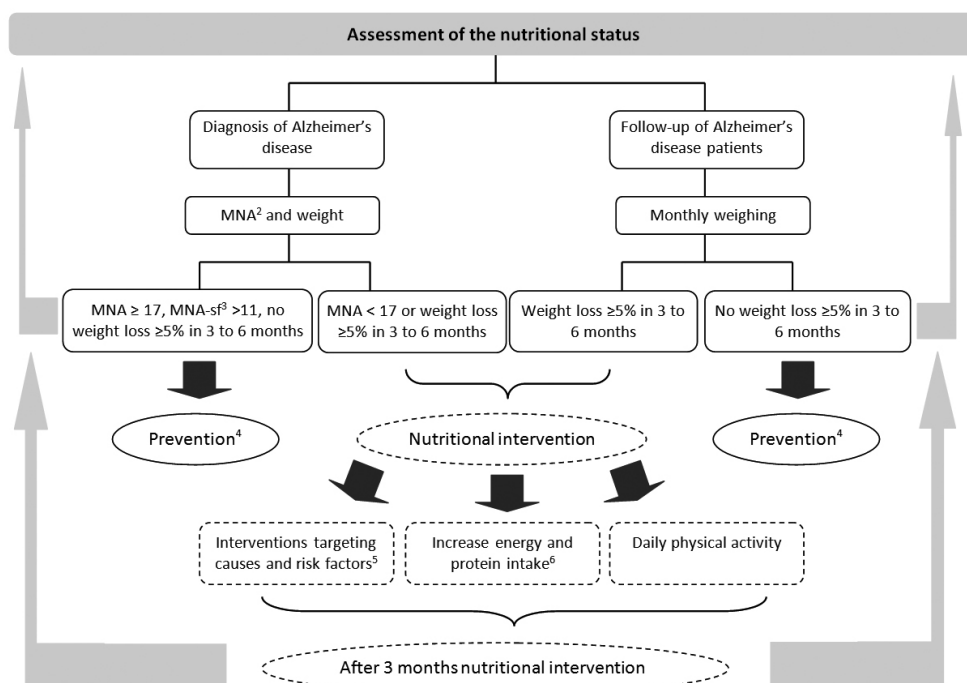 Assessment of the nutritional status
Diagnosis of Alzheimer's
disease
Follow-up of Alzheimer's
disease patients
MNA² and weight
Monthly weighing
MNA ≥ 17, MNA-sf³ >11, no
weight loss ≥5% in 3 to 6 months
MNA < 17 or weight loss
≥5% in 3 to 6 months
Weight loss ≥5% in 3 to
6 months
No weight loss ≥5% in 3 to
6 months
Prevention⁴
Nutritional intervention
Prevention⁴
Interventions targeting
causes and risk factors⁵
Increase energy and
protein intake⁶
Daily physical activity
After 3 months nutritional intervention